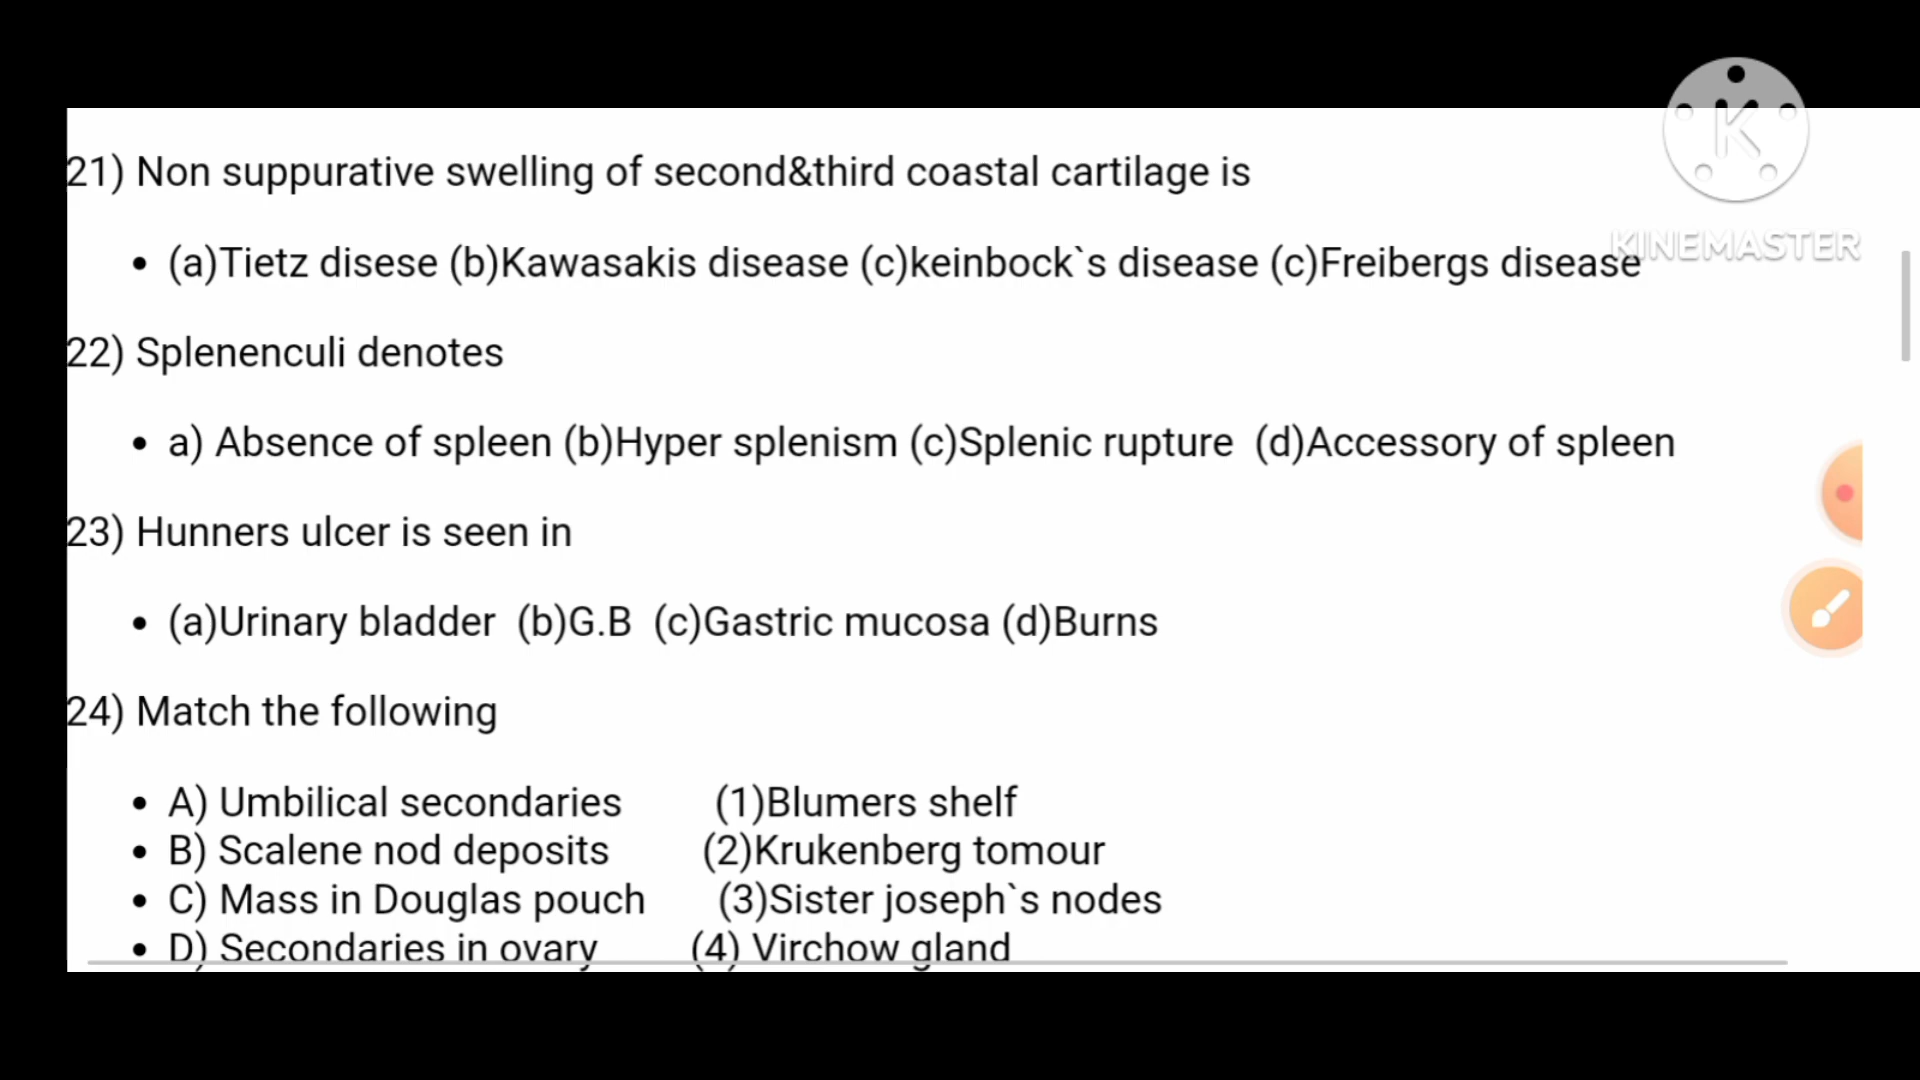 K
KINEMASTER
21) Non suppurative swelling of second&third coastal cartilage is
• (a)Tietz disese (b)Kawasakis disease (c)keinbock`s disease (c)Freibergs disease
22) Splenenculi denotes
• a) Absence of spleen (b)Hyper splenism (c)Splenic rupture (d)Accessory of spleen
23) Hunners ulcer is seen in
• (a)Urinary bladder (b)G.B (c)Gastric mucosa (d)Burns
24) Match the following
• A) Umbilical secondaries (1)Blumers shelf
• B) Scalene nod deposits (2)Krukenberg tomour
• C) Mass in Douglas pouch (3)Sister joseph`s nodes
• D) Secondaries in ovary (4) Virchow gland